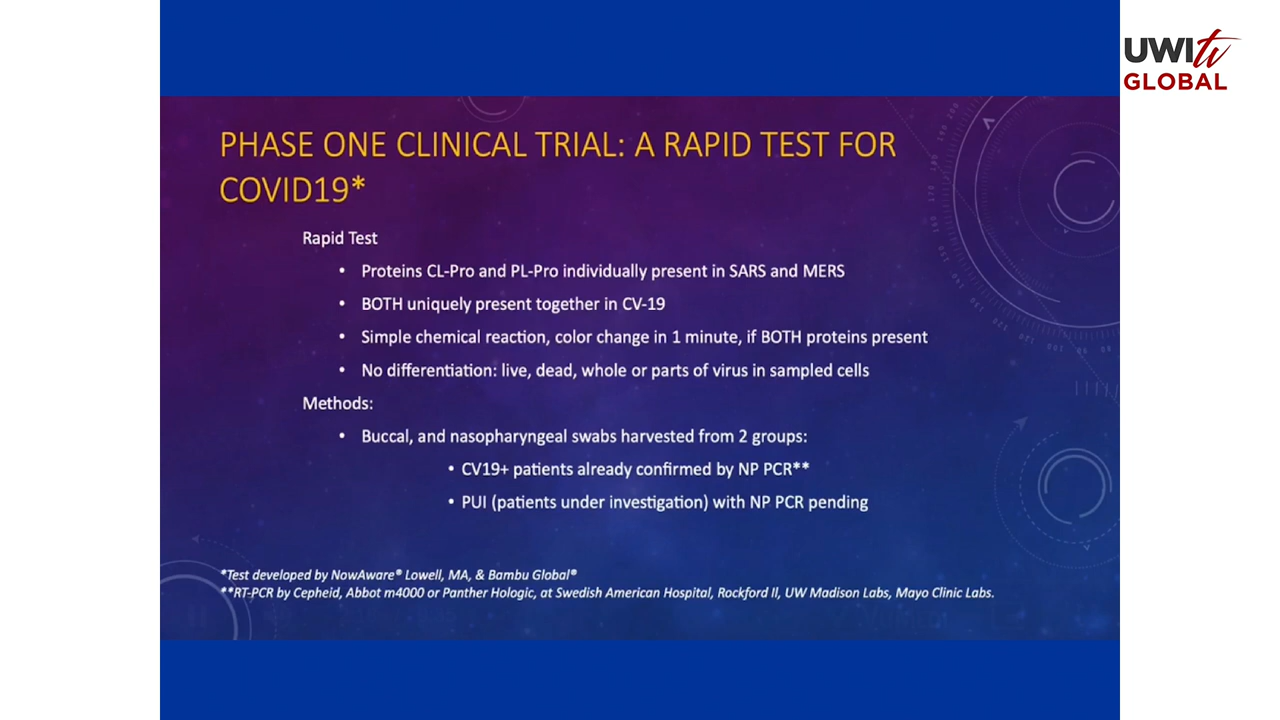 UWI tv
GLOBAL
PHASE ONE CLINICAL TRIAL: A RAPID TEST FOR
COVID19*
Rapid Test
• Proteins CL-Pro and PL-Pro individually present in SARS and MERS
• BOTH uniquely present together in CV-19
• Simple chemical reaction, color change in 1 minute, if BOTH proteins present
• No differentiation: live, dead, whole or parts of virus in sampled cells
Methods:
• Buccal, and nasopharyngeal swabs harvested from 2 groups:
• CV19+ patients already confirmed by NP PCR**
• PUI (patients under investigation) with NP PCR pending
*Test developed by NowAware® Lowell, MA, & Bambu Global®
**RT-PCR by Cepheid, Abbot m4000 or Panther Hologic, at Swedish American Hospital, Rockford Il, UW Madison Labs, Mayo Clinic Labs.